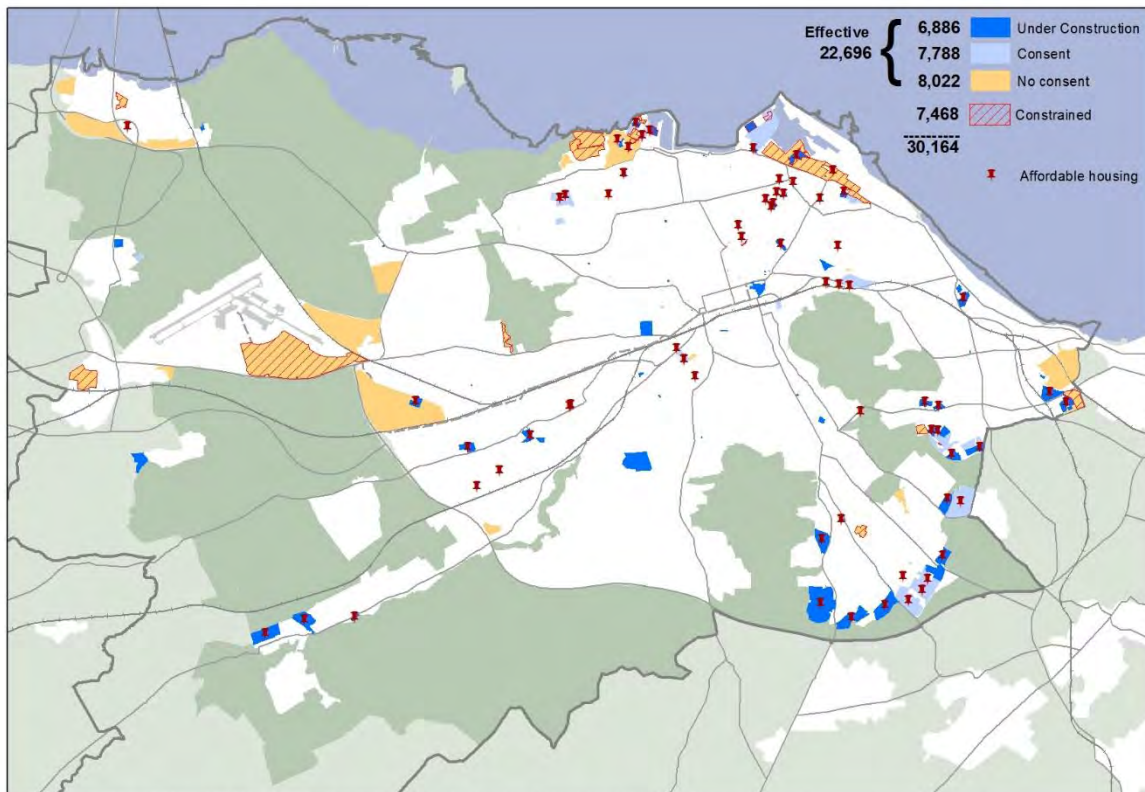 Effective
22,696
6,886 Under Construction
7,788 Consent
8,022 No consent
7,468 Constrained
30,164
Affordable housing